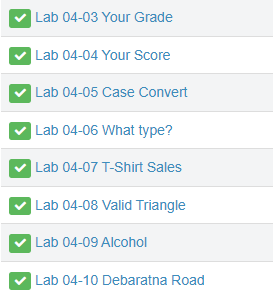 Lab 04-03 Your Grade
Lab 04-04 Your Score
Lab 04-05 Case Convert
Lab 04-06 What type?
Lab 04-07 T-Shirt Sales
Lab 04-08 Valid Triangle
Lab 04-09 Alcohol
Lab 04-10 Debaratna Road